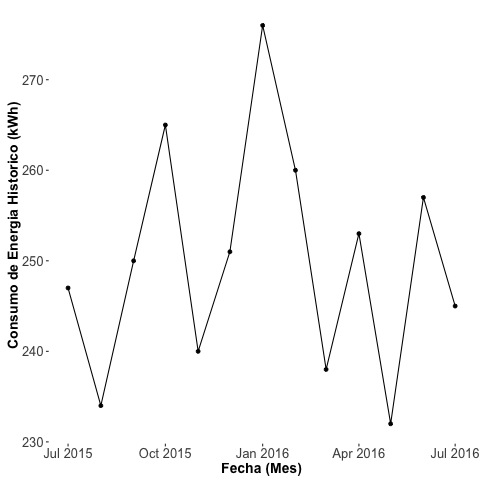 Consumo de Energia Historico (kWh)
270
260
250
240
230
Jul 2015 Oct 2015 Jan 2016 Apr 2016 Jul 2016
Fecha (Mes)